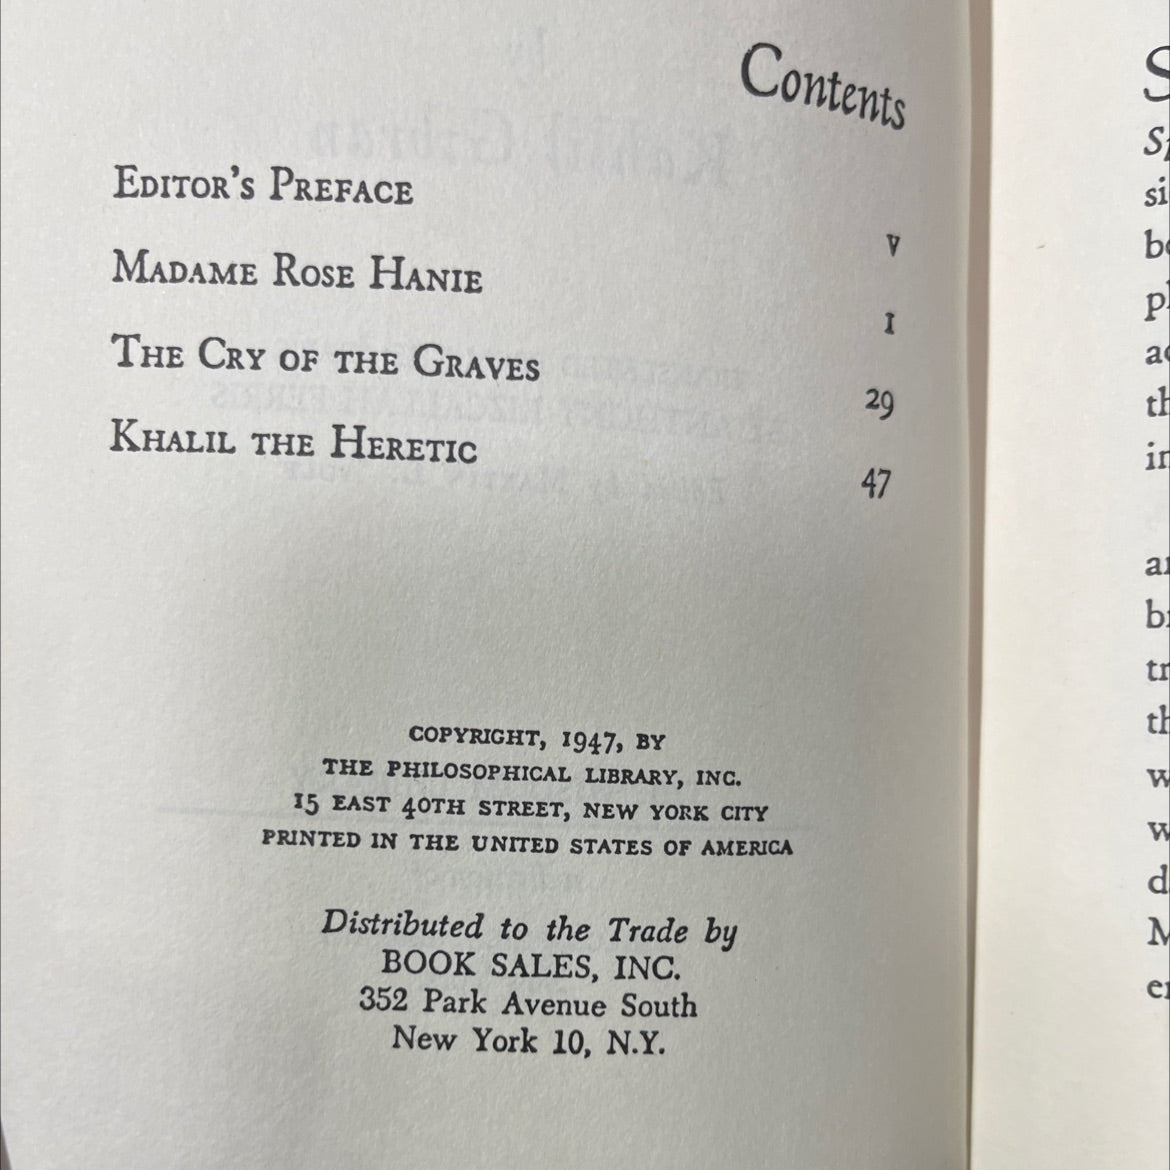 Contents
EDITOR'S PREFACE v
MADAME ROSE HANIE 1
THE CRY OF THE GRAVES 29
KHALIL THE HERETIC 47
COPYRIGHT, 1947, BY
THE PHILOSOPHICAL LIBRARY, INC.
15 EAST 40TH STREET, NEW YORK CITY
PRINTED IN THE UNITED STATES OF AMERICA
Distributed to the Trade by
BOOK SALES, INC.
352 Park Avenue South
New York 10, N.Y.